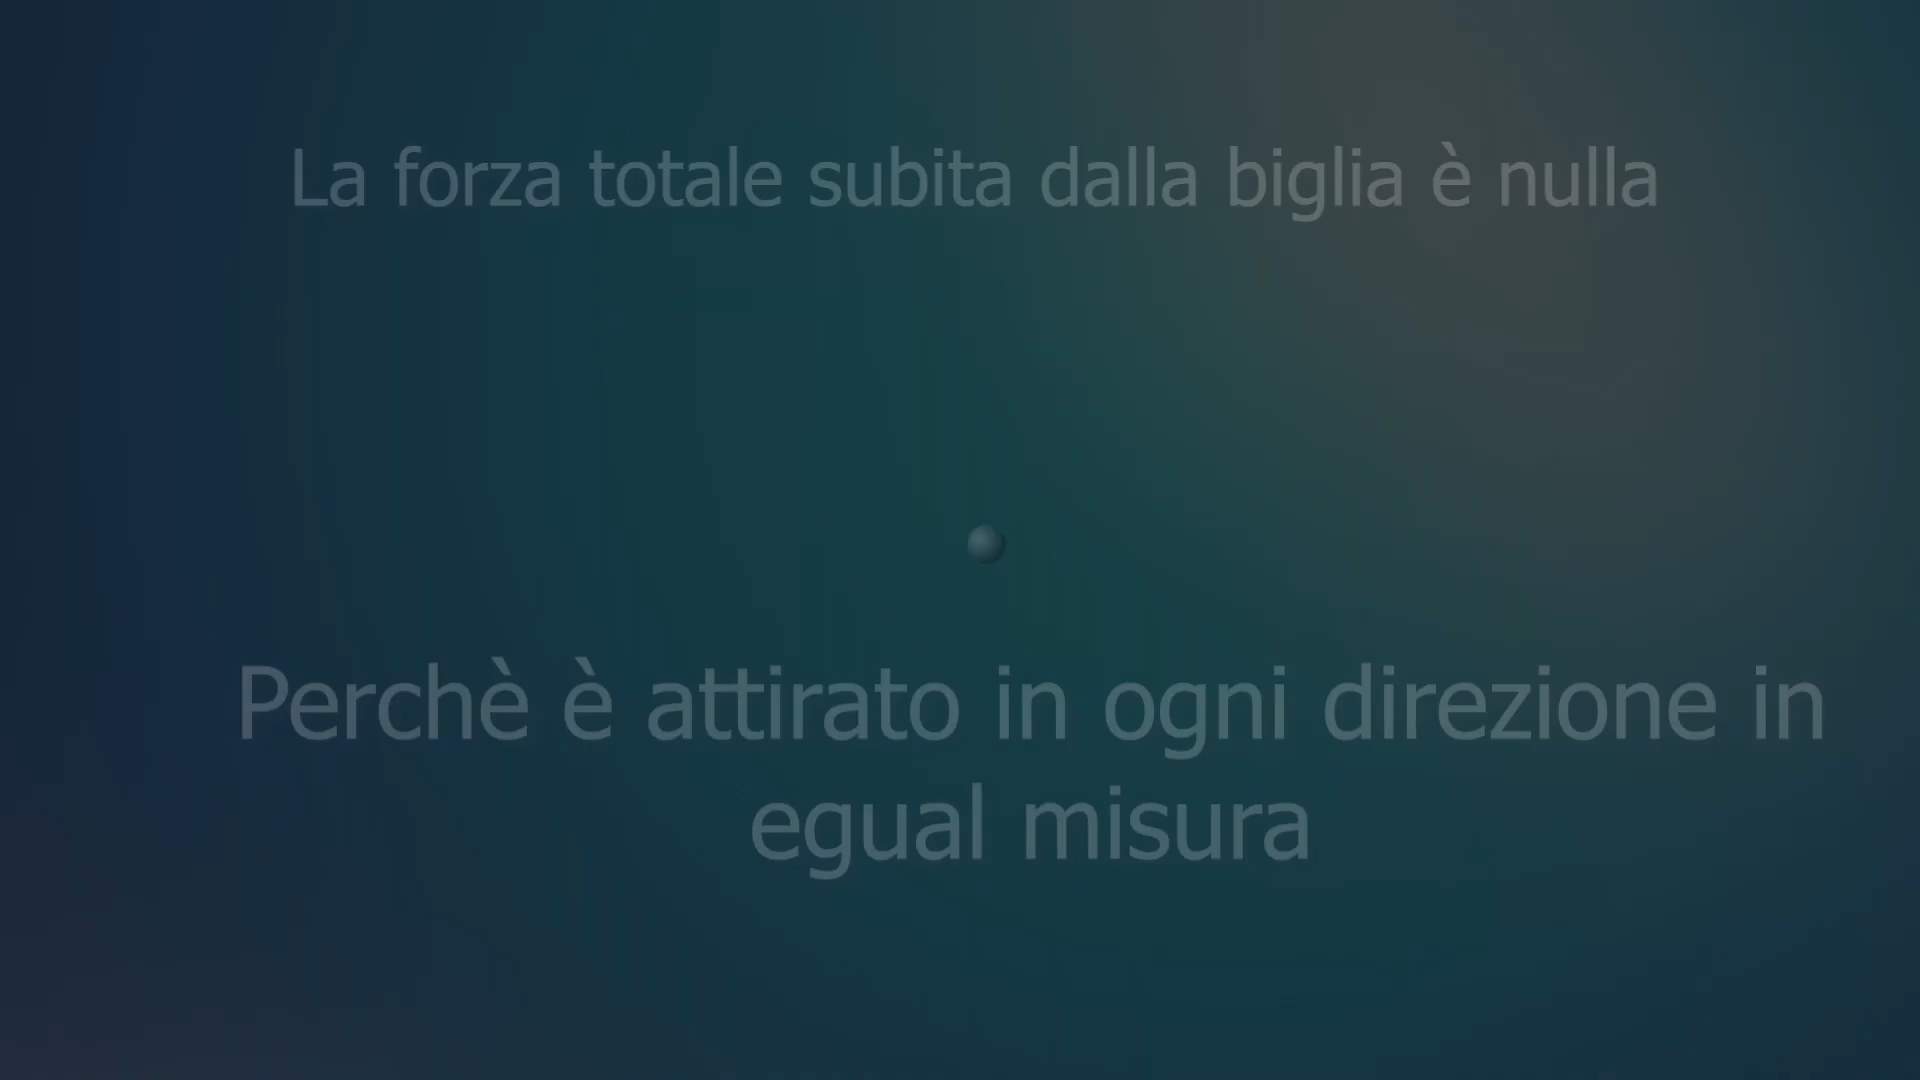 La forza totale subita dalla biglia è nulla
Perchè è attirato in ogni direzione in
egual misura